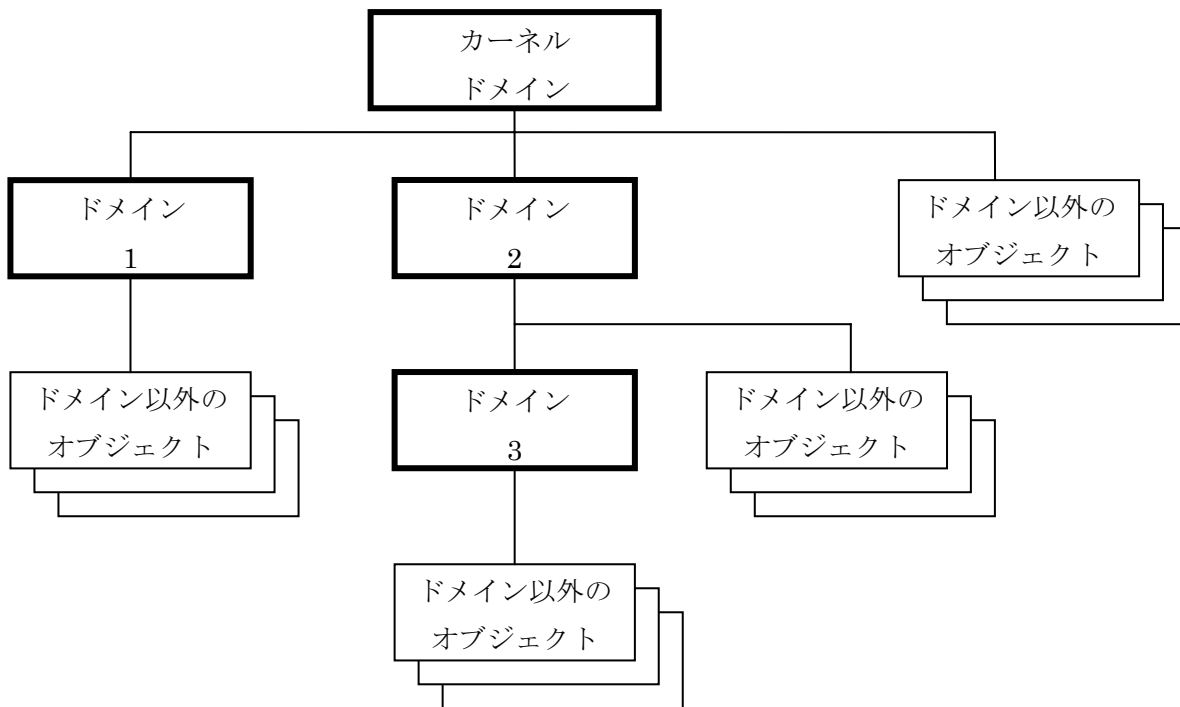 カーネル
ドメイン
ドメイン
1
ドメイン
2
ドメイン以外の
オブジェクト
ドメイン以外の
オブジェクト
ドメイン
3
ドメイン以外の
オブジェクト
ドメイン以外の
オブジェクト